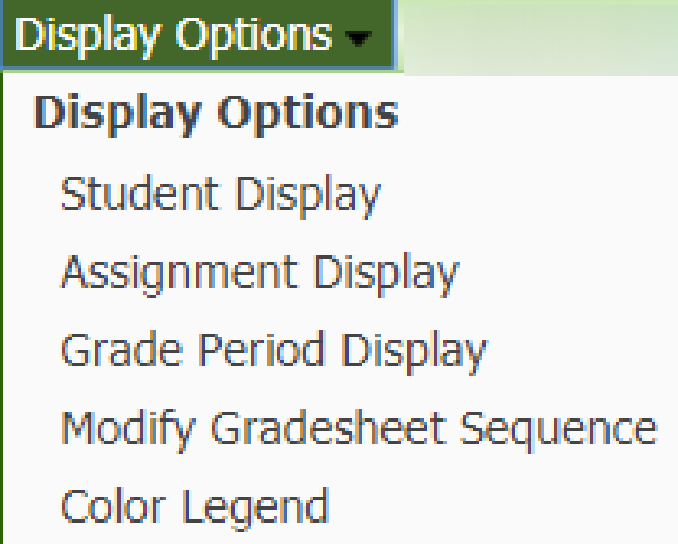 Display Options
Display Options
Student Display
Assignment Display
Grade Period Display
Modify Gradesheet Sequence
Color Legend